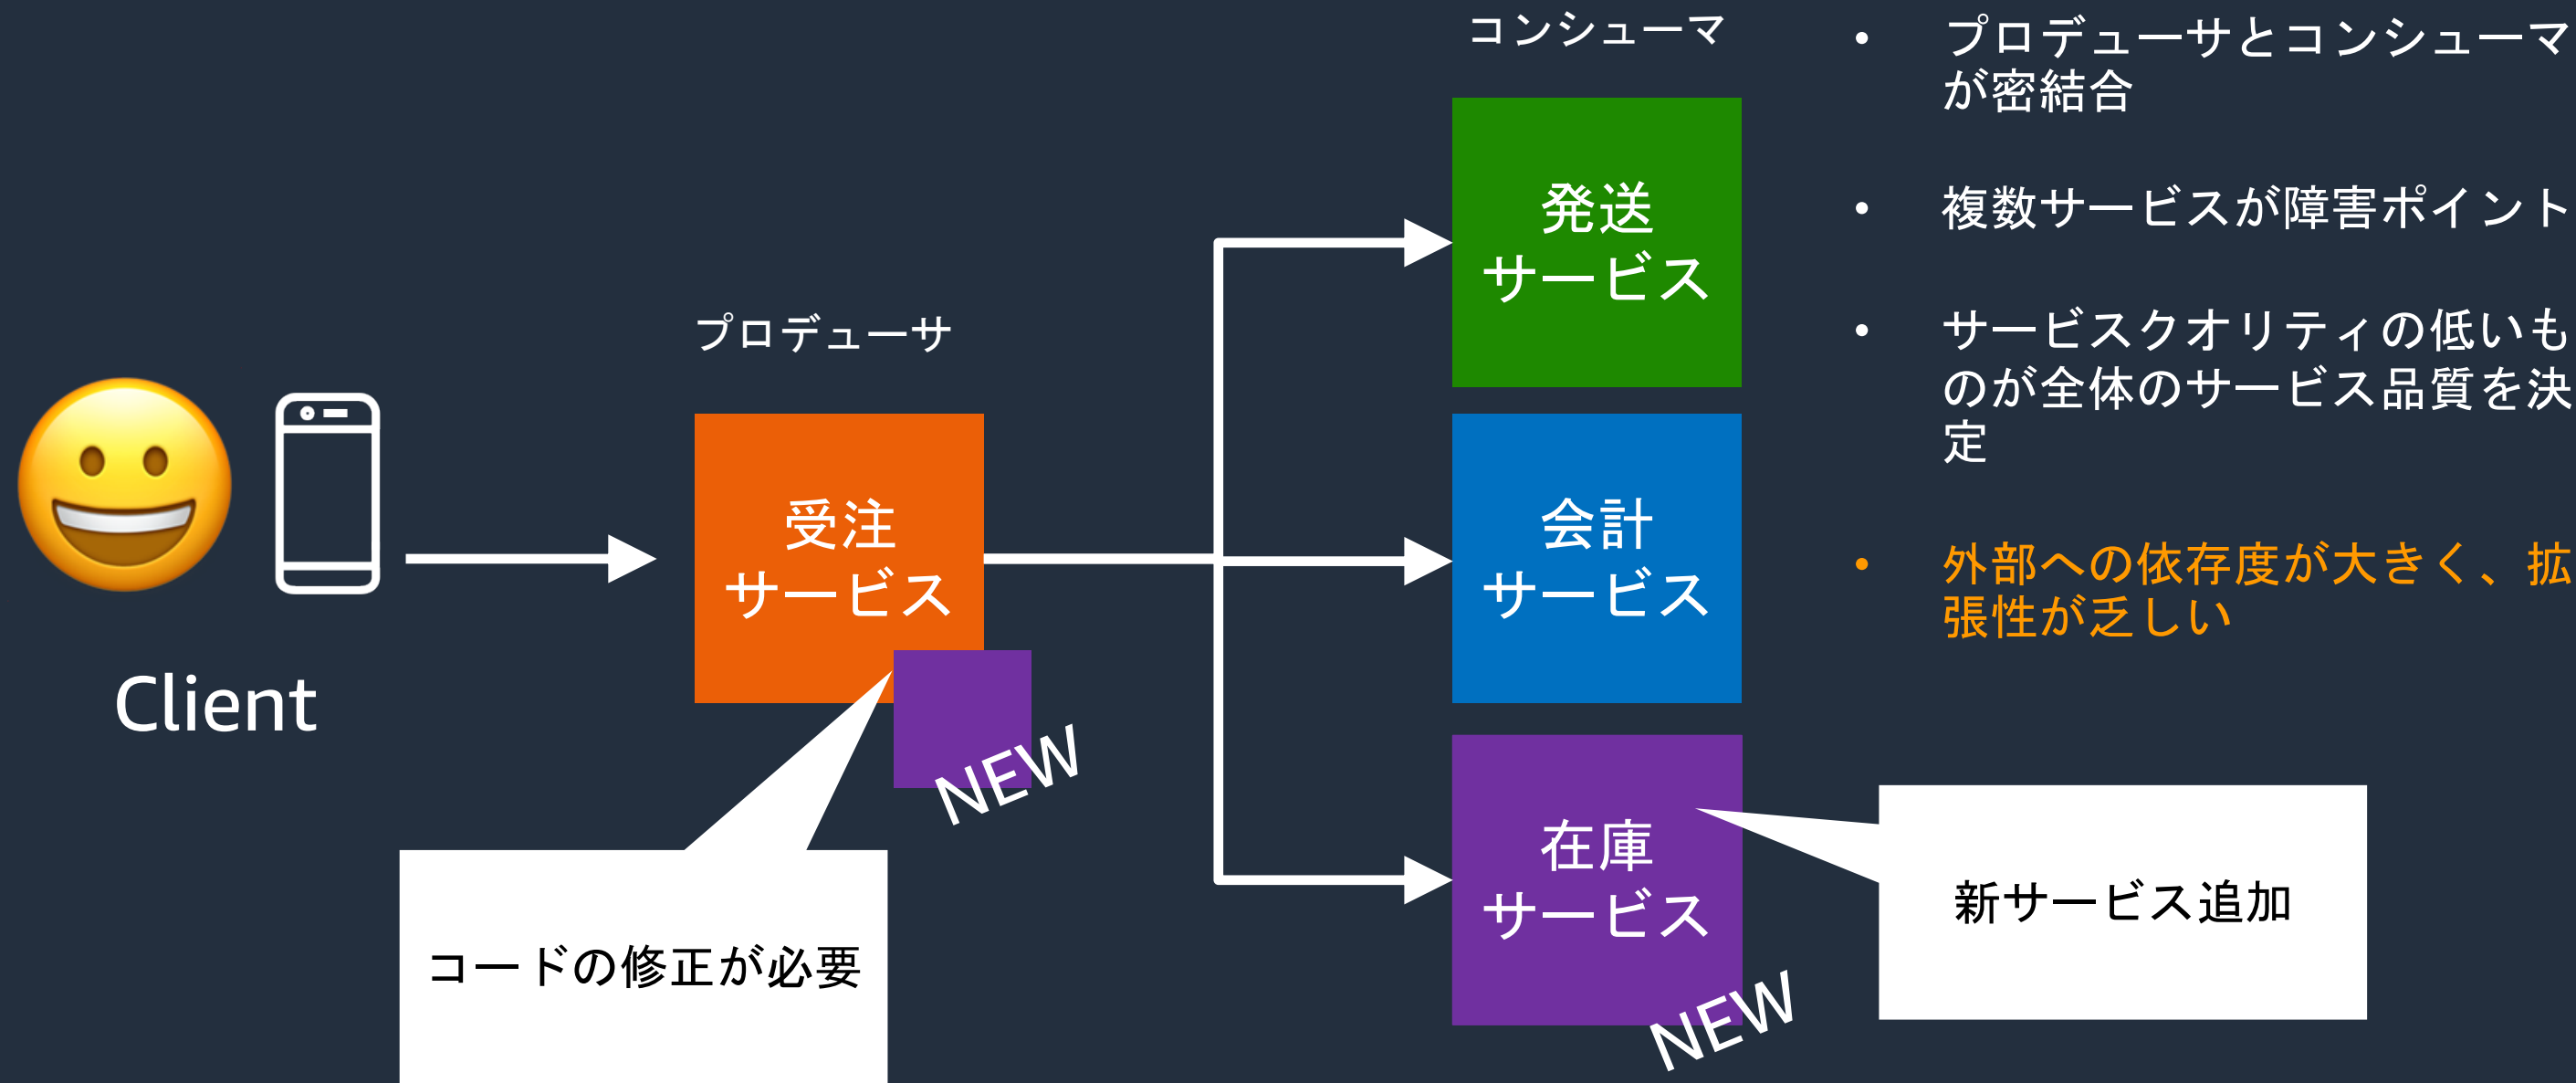 コンシューマ
プロデューサ
Client
受注
サービス
NEW
コードの修正が必要
発送
サービス
会計
サービス
在庫
サービス
NEW
新サービス追加
• プロデューサとコンシューマ
が密結合
• 複数サービスが障害ポイント
• サービスクオリティの低いも
のが全体のサービス品質を決
定
• 外部への依存度が大きく、拡
張性が乏しい